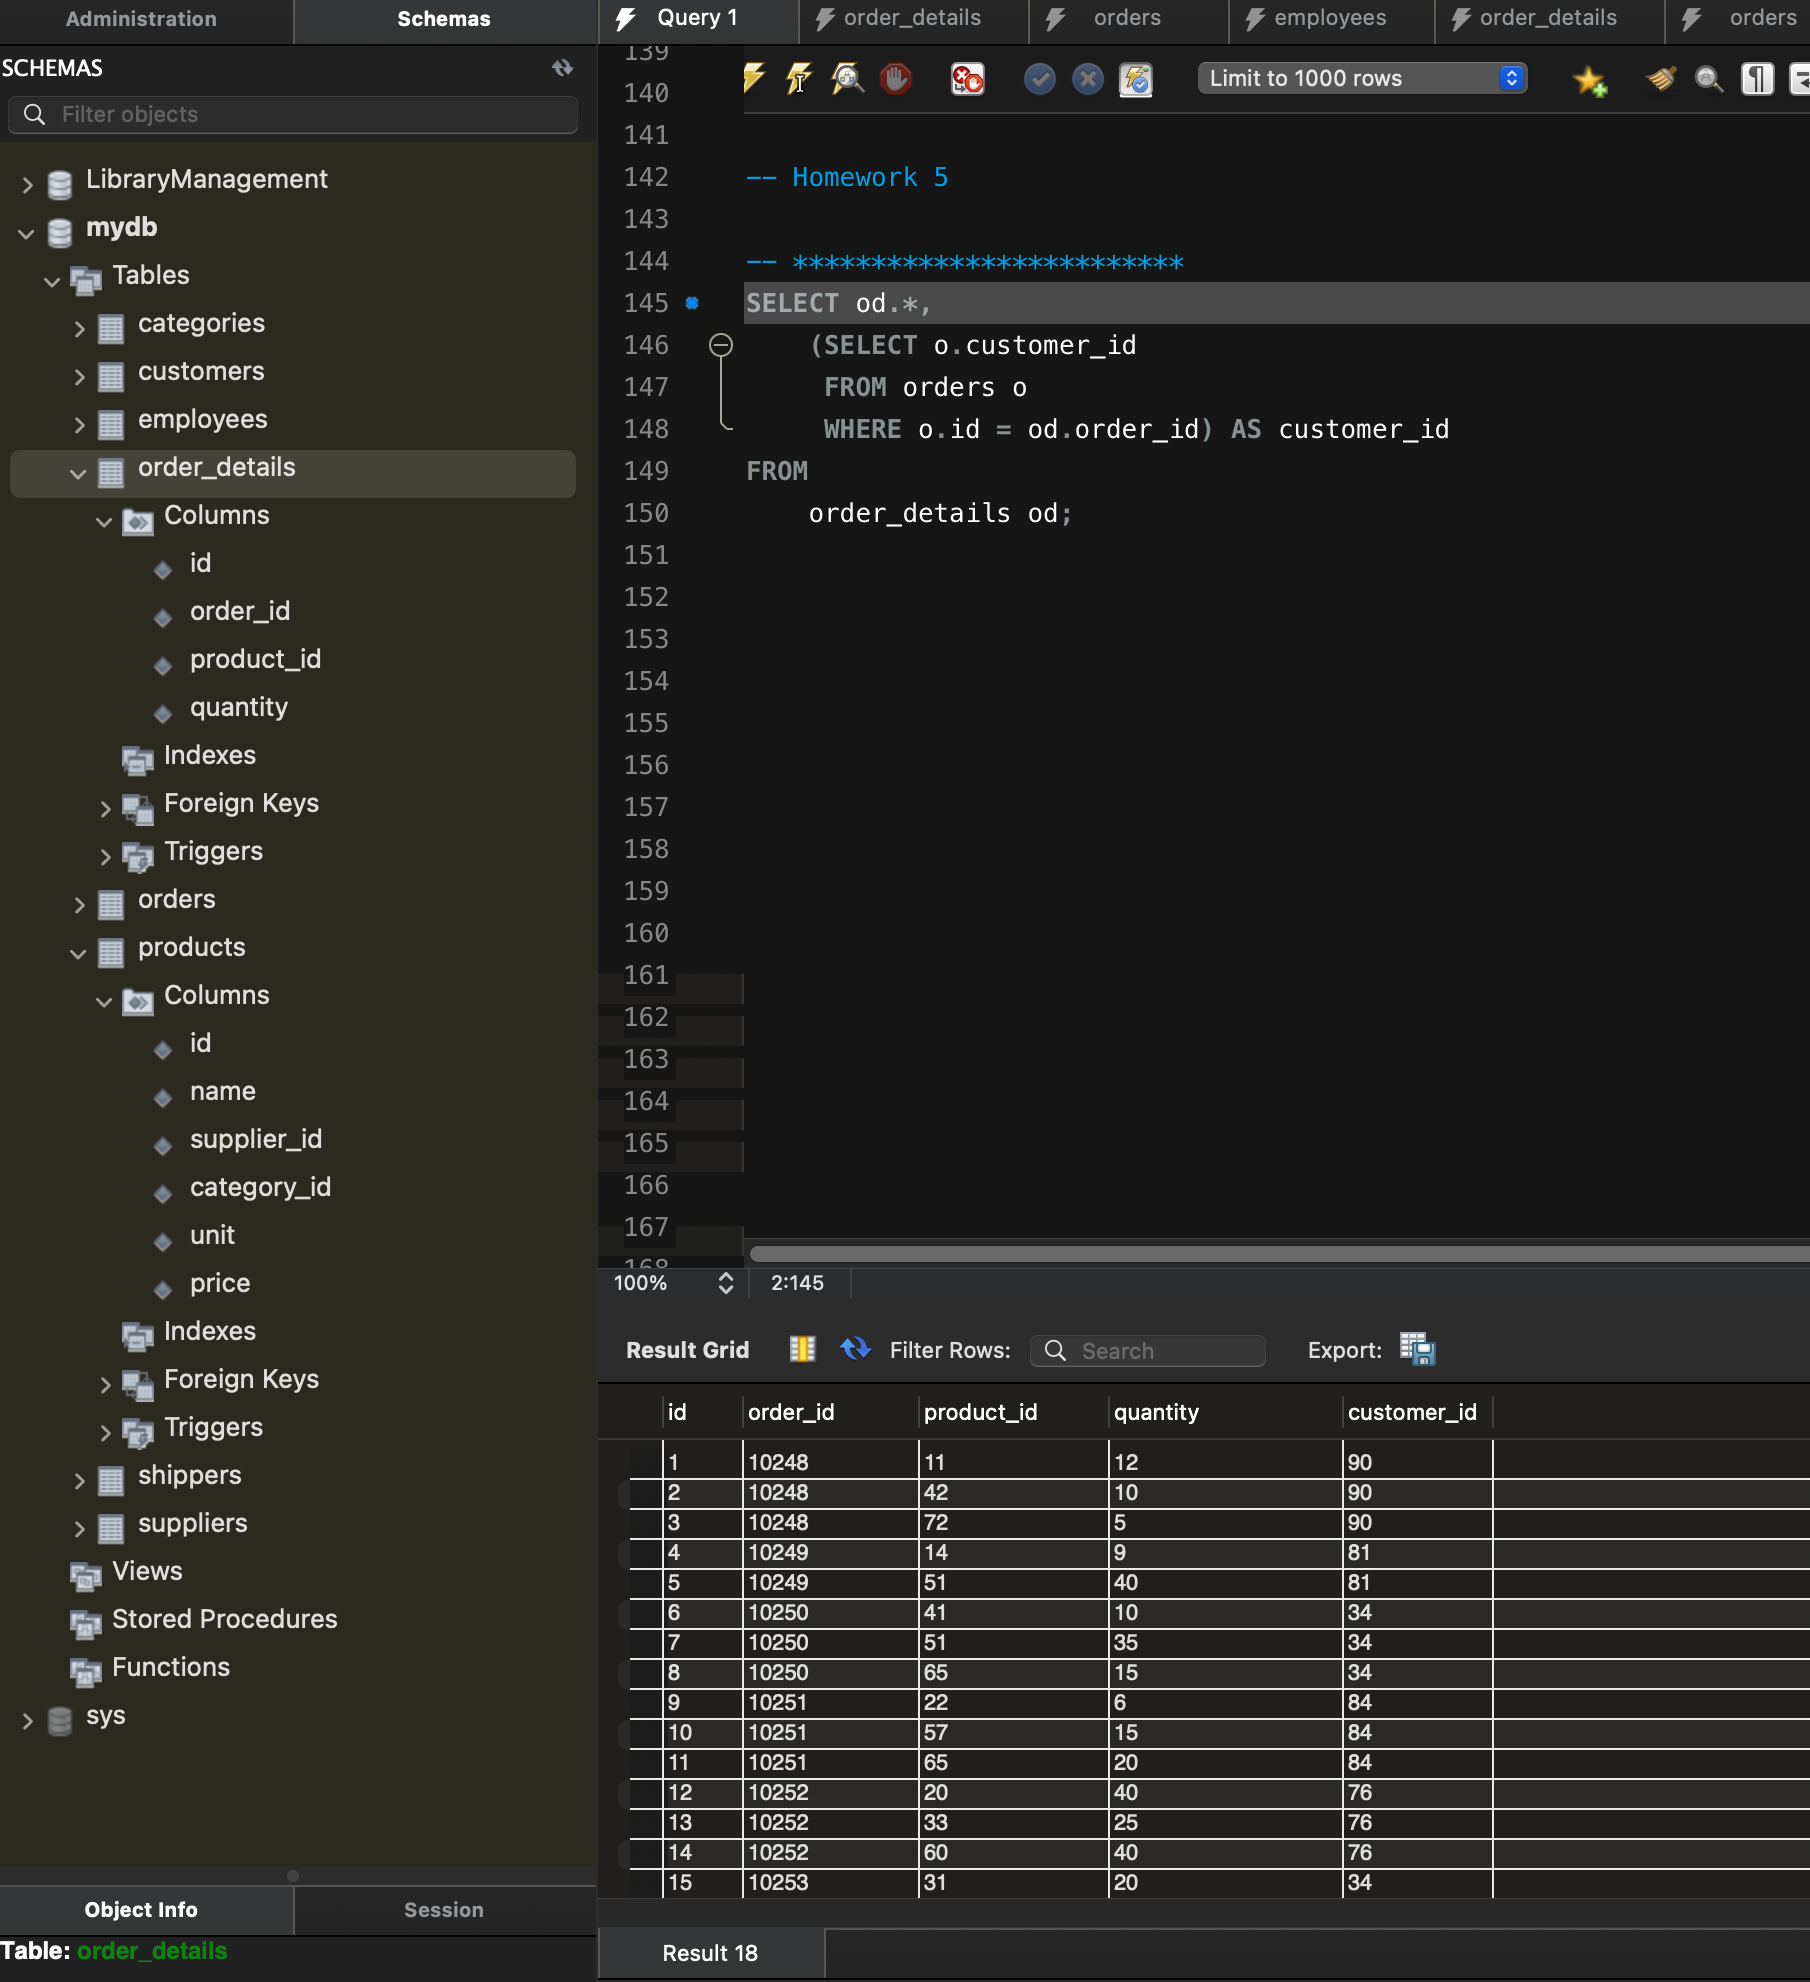 Administration
Schemas
SCHEMAS
Filter objects
LibraryManagement
mydb
Tables
categories
customers
employees
order_details
Columns
id
order_id
product_id
quantity
Indexes
Foreign Keys
Triggers
orders
products
Columns
id
name
supplier_id
category_id
unit
price
Indexes
Foreign Keys
Triggers
shippers
suppliers
Views
Stored Procedures
Functions
sys
Object Info
Session
Table: order_details
Query 1
order_details
orders
employees
order_details
orders
Limit to 1000 rows
139
140
141
142 -- Homework 5
143
144 -- *************************
145 SELECT od.*,
146 (SELECT o.customer_id
147 FROM orders o
148 WHERE o.id = od.order_id) AS customer_id
149 FROM
150 order_details od;
151
152
153
154
155
156
157
158
159
160
161
162
163
164
165
166
167
168
100% 2:145
Result Grid Filter Rows: Search Export:
id order_id product_id quantity customer_id
1 10248 11 12 90
2 10248 42 10 90
3 10248 72 5 90
4 10249 14 9 81
5 10249 51 40 81
6 10250 41 10 34
7 10250 51 35 34
8 10250 65 15 34
9 10251 22 6 84
10 10251 57 15 84
11 10251 65 20 84
12 10252 20 40 76
13 10252 33 25 76
14 10252 60 40 76
15 10253 31 20 34
Result 18